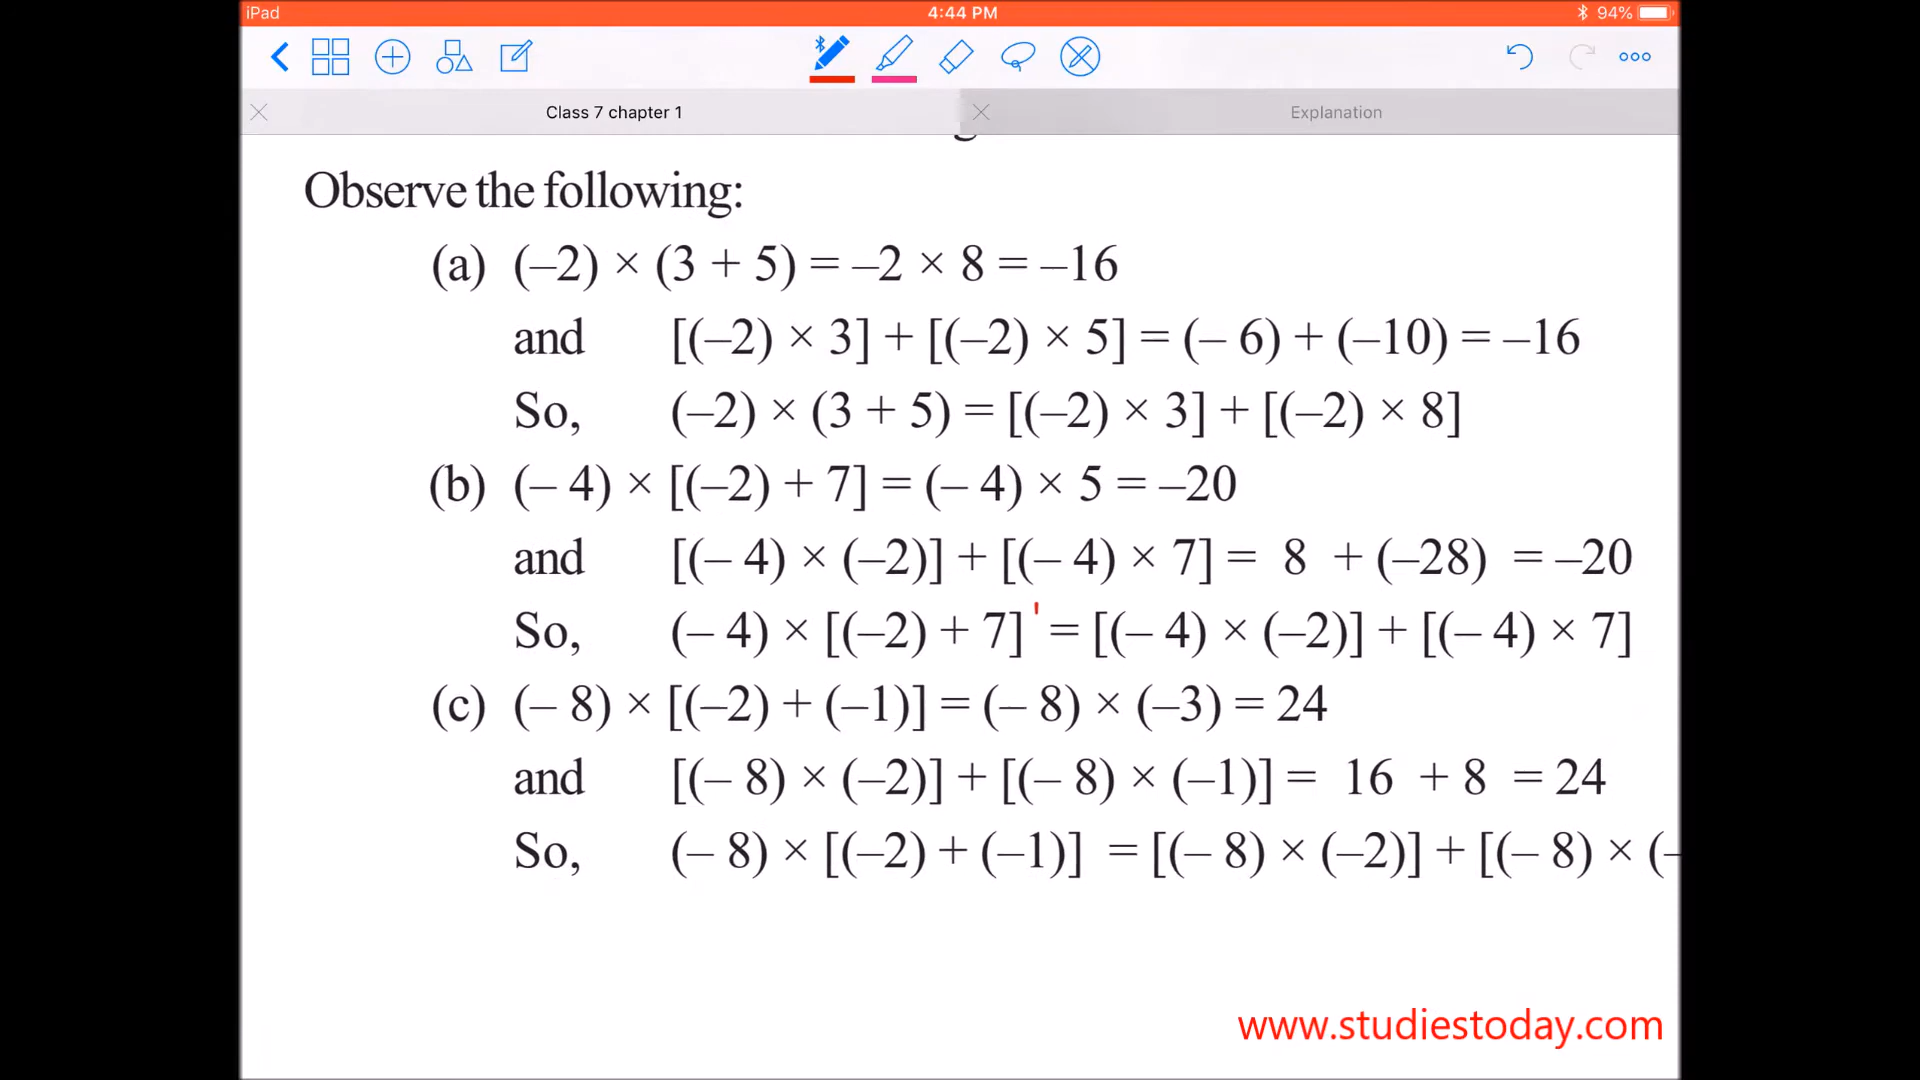 iPad 4:44 PM 94%
Class 7 chapter 1 Explanation
Observe the following:
(a) (–2) × (3 + 5) = –2 × 8 = –16
and [(–2) × 3] + [(–2) × 5] = (– 6) + (–10) = –16
So, (–2) × (3 + 5) = [(–2) × 3] + [(–2) × 8]
(b) (– 4) × [(–2) + 7] = (– 4) × 5 = –20
and [(– 4) × (–2)] + [(– 4) × 7] = 8 + (–28) = –20
So, (– 4) × [(–2) + 7] = [(– 4) × (–2)] + [(– 4) × 7]
(c) (– 8) × [(–2) + (–1)] = (– 8) × (–3) = 24
and [(– 8) × (–2)] + [(– 8) × (–1)] = 16 + 8 = 24
So, (– 8) × [(–2) + (–1)] = [(– 8) × (–2)] + [(– 8) × (–
www.studiestoday.com